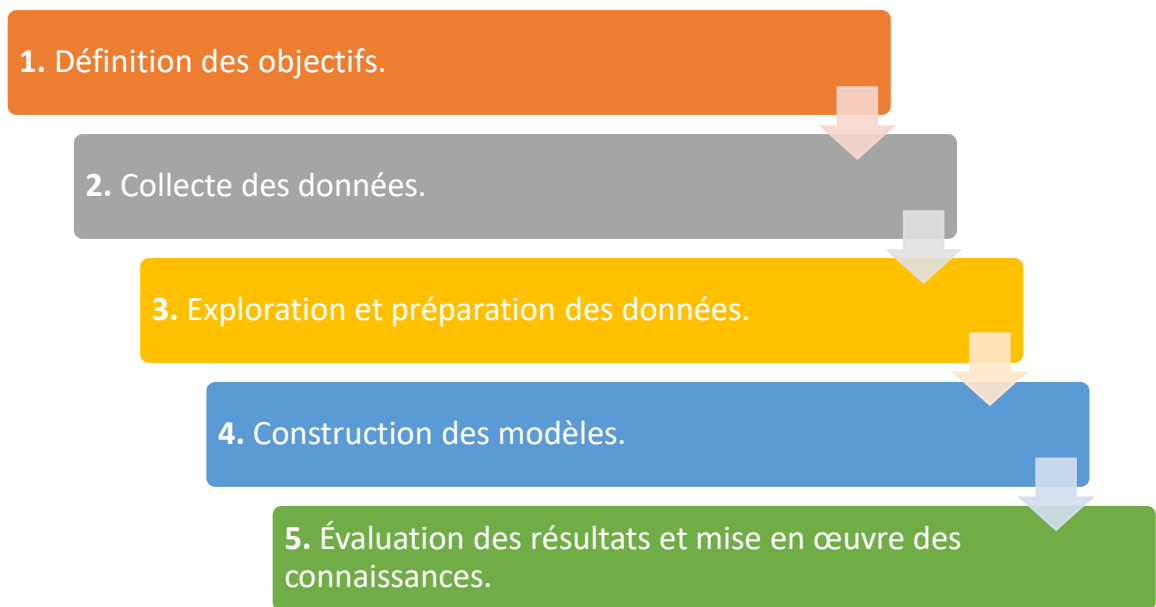 1. Définition des objectifs.
2. Collecte des données.
3. Exploration et préparation des données.
4. Construction des modèles.
5. Évaluation des résultats et mise en œuvre des
connaissances.